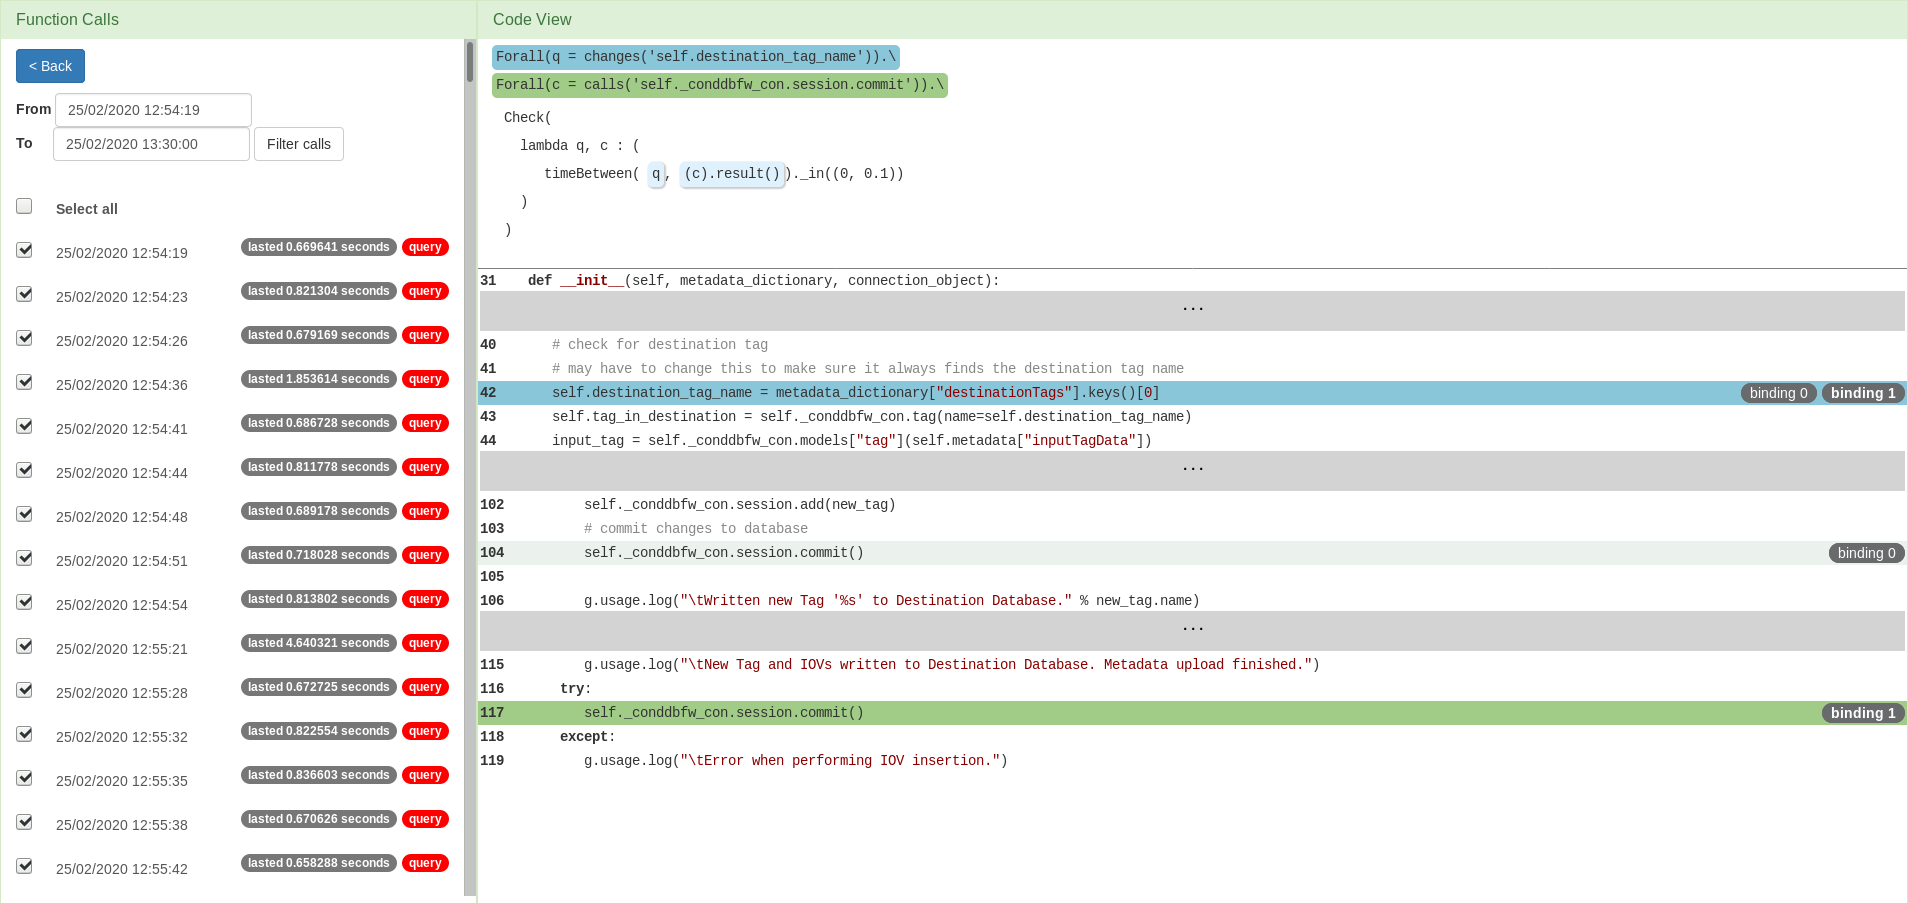 Function Calls
< Back
From 25/02/2020 12:54:19
To 25/02/2020 13:30:00 Filter calls
Select all
25/02/2020 12:54:19 lasted 0.669641 seconds query
25/02/2020 12:54:23 lasted 0.821304 seconds query
25/02/2020 12:54:26 lasted 0.679169 seconds query
25/02/2020 12:54:36 lasted 1.853614 seconds query
25/02/2020 12:54:41 lasted 0.686728 seconds query
25/02/2020 12:54:44 lasted 0.811778 seconds query
25/02/2020 12:54:48 lasted 0.689178 seconds query
25/02/2020 12:54:51 lasted 0.718028 seconds query
25/02/2020 12:54:54 lasted 0.813802 seconds query
25/02/2020 12:55:21 lasted 4.640321 seconds query
25/02/2020 12:55:28 lasted 0.672725 seconds query
25/02/2020 12:55:32 lasted 0.822554 seconds query
25/02/2020 12:55:35 lasted 0.836603 seconds query
25/02/2020 12:55:38 lasted 0.670626 seconds query
25/02/2020 12:55:42 lasted 0.658288 seconds query
Code View
Forall(q = changes('self.destination_tag_name')).\
Forall(c = calls('self._conddbfw_con.session.commit')).\
Check(
lambda q, c : (
timeBetween( q, (c).result())._in((0, 0.1))
)
)
31 def __init__(self, metadata_dictionary, connection_object):
...
40 # check for destination tag
41 # may have to change this to make sure it always finds the destination tag name
42 self.destination_tag_name = metadata_dictionary["destinationTags"].keys()[0] binding 0 binding 1
43 self.tag_in_destination = self._conddbfw_con.tag(name=self.destination_tag_name)
44 input_tag = self._conddbfw_con.models["tag"](self.metadata["inputTagData"])
...
102 self._conddbfw_con.session.add(new_tag)
103 # commit changes to database
104 self._conddbfw_con.session.commit() binding 0
105
106 g.usage.log("\tWritten new Tag '%s' to Destination Database." % new_tag.name)
...
115 g.usage.log("\tNew Tag and IOVs written to Destination Database. Metadata upload finished.")
116 try:
117 self._conddbfw_con.session.commit() binding 1
118 except:
119 g.usage.log("\tError when performing IOV insertion.")